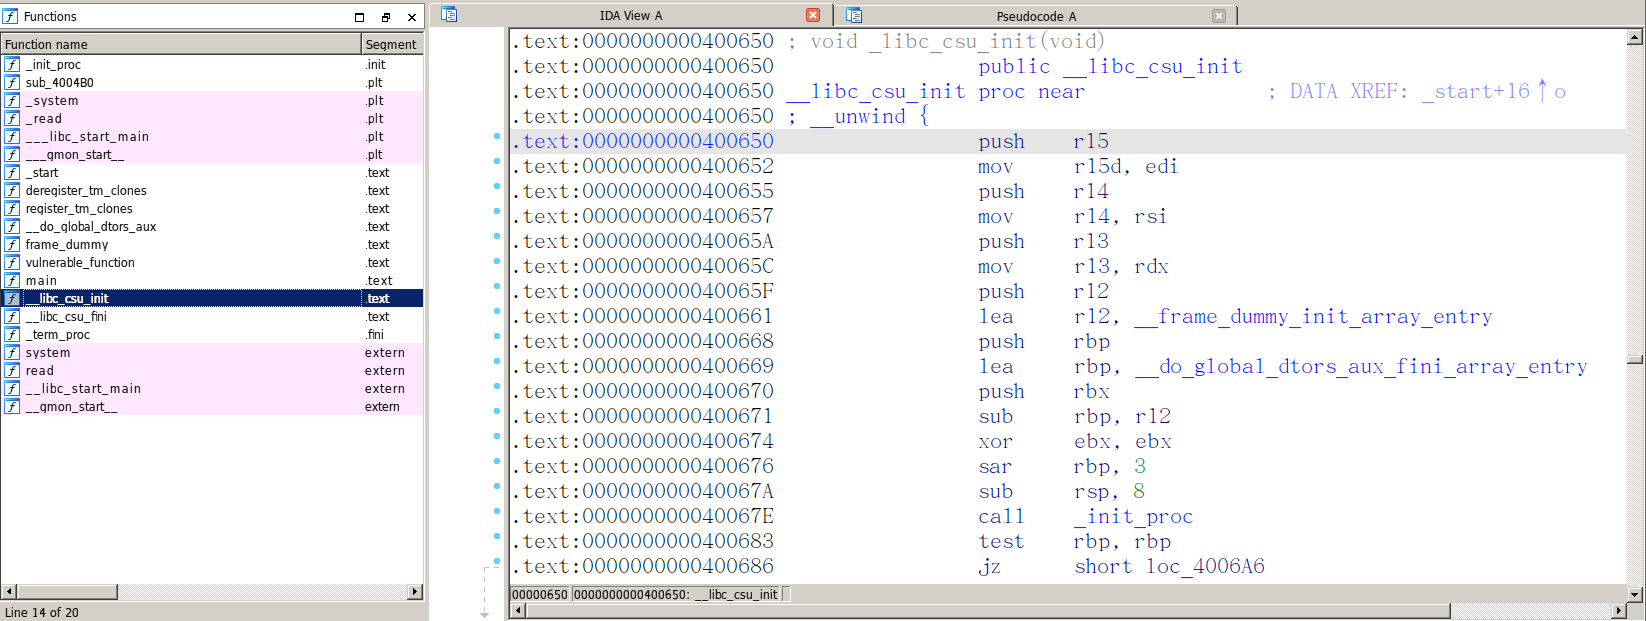 Functions
Function name Segment
_init_proc .init
sub_4004B0 .plt
_system .plt
_read .plt
___libc_start_main .plt
___gmon_start__ .plt
_start .text
deregister_tm_clones .text
register_tm_clones .text
__do_global_dtors_aux .text
frame_dummy .text
vulnerable_function .text
main .text
__libc_csu_init .text
__libc_csu_fini .text
_term_proc .fini
system extern
read extern
__libc_start_main extern
__gmon_start__ extern
Line 14 of 20
IDA View A Pseudocode A
.text:0000000000400650 ; void _libc_csu_init(void)
.text:0000000000400650 public __libc_csu_init
.text:0000000000400650 __libc_csu_init proc near ; DATA XREF: _start+16↑o
.text:0000000000400650 ; __unwind {
.text:0000000000400650 push r15
.text:0000000000400652 mov r15d, edi
.text:0000000000400655 push r14
.text:0000000000400657 mov r14, rsi
.text:000000000040065A push r13
.text:000000000040065C mov r13, rdx
.text:000000000040065F push r12
.text:0000000000400661 lea r12, __frame_dummy_init_array_entry
.text:0000000000400668 push rbp
.text:0000000000400669 lea rbp, __do_global_dtors_aux_fini_array_entry
.text:0000000000400670 push rbx
.text:0000000000400671 sub rbp, r12
.text:0000000000400674 xor ebx, ebx
.text:0000000000400676 sar rbp, 3
.text:000000000040067A sub rsp, 8
.text:000000000040067E call _init_proc
.text:0000000000400683 test rbp, rbp
.text:0000000000400686 jz short loc_4006A6
00000650 0000000000400650: __libc_csu_init